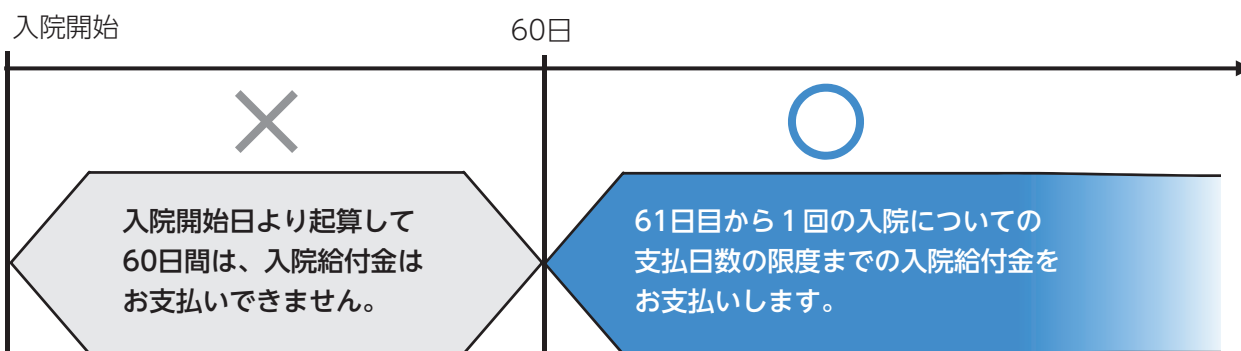 入院開始
60日
入院開始日より起算して
60日間は、入院給付金は
お支払いできません。
61日目から1回の入院についての
支払日数の限度までの入院給付金を
お支払いします。